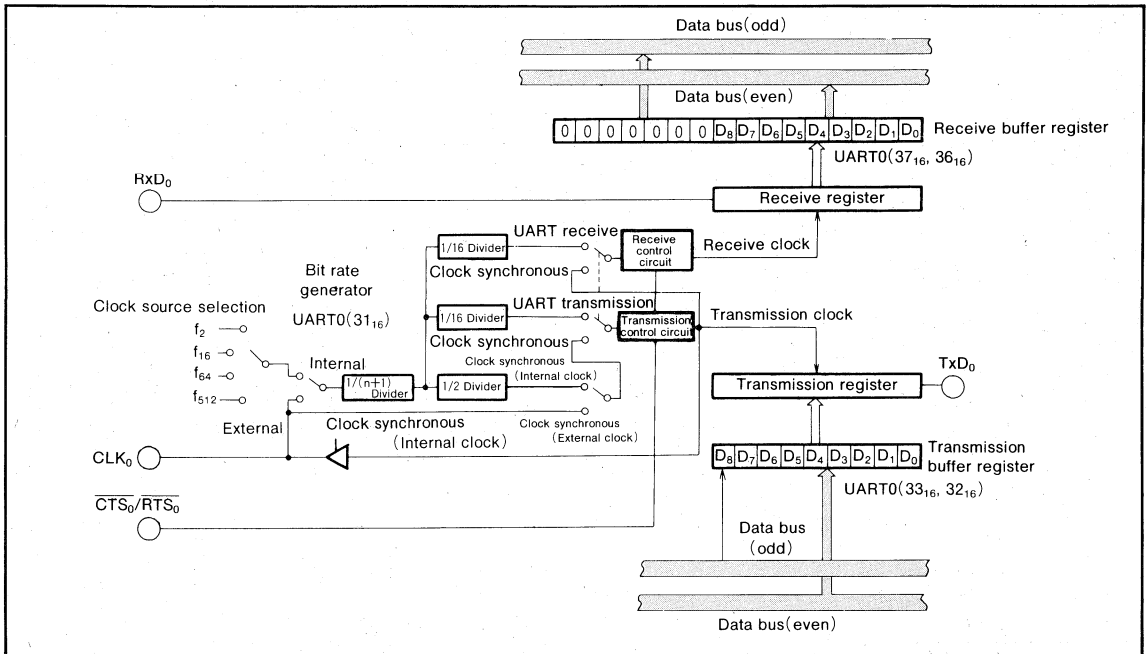 Data bus(odd)
Data bus(even)
0 0 0 0 0 0 0 D₈ D₇ D₆ D₅ D₄ D₃ D₂ D₁ D₀
Receive buffer register
UART0(37₁₆, 36₁₆)
RxD₀
Receive register
UART receive
1/16 Divider
Receive
control
circuit
Receive clock
Clock synchronous
Bit rate
generator
UART0(31₁₆)
Clock source selection
f₂
f₁₆
f₆₄
f₅₁₂
UART transmission
1/16 Divider
Transmission
control circuit
Transmission clock
Clock synchronous
Clock synchronous
(Internal clock)
Internal
1/(n+1)
Divider
1/2 Divider
TxD₀
Transmission register
External
Clock synchronous
(Internal clock)
Clock synchronous
(External clock)
CLK₀
D₈ D₇ D₆ D₅ D₄ D₃ D₂ D₁ D₀
Transmission
buffer register
UART0(33₁₆, 32₁₆)
C̅T̅S̅₀/R̅T̅S̅₀
Data bus
(odd)
Data bus(even)